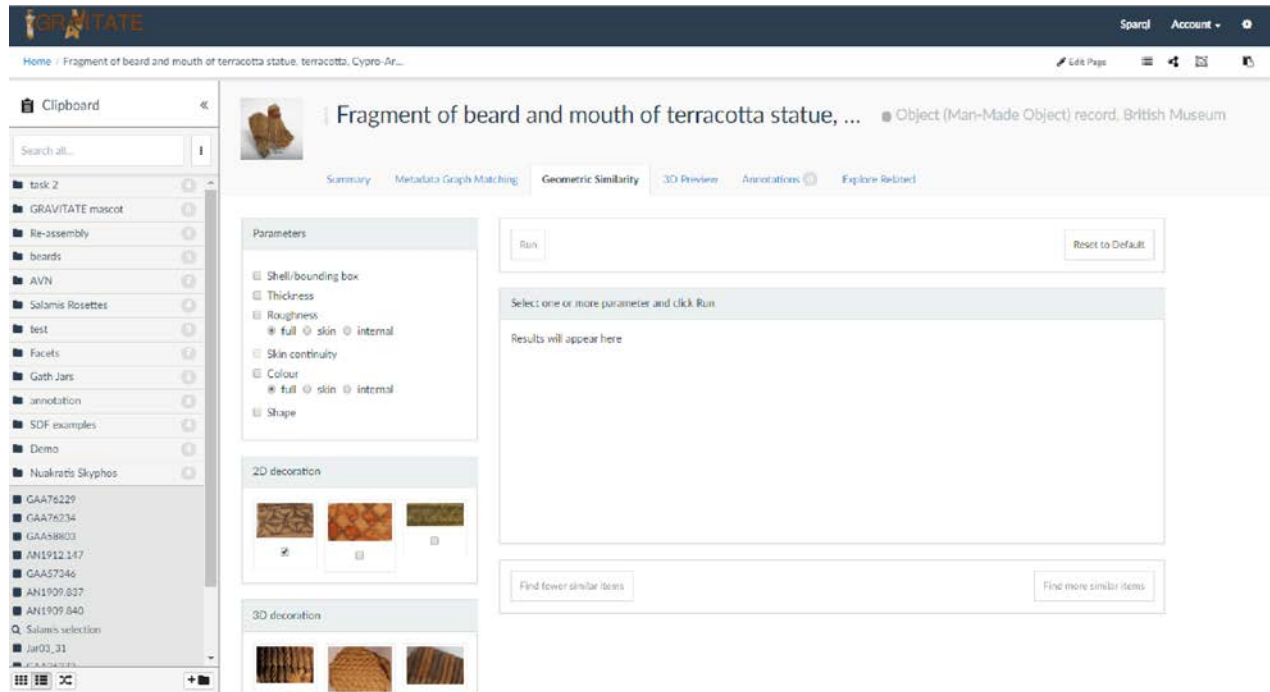 GRAVITATE
Sparql Account
Home / Fragment of beard and mouth of terracotta statue, terracotta, Cypro-Ar...
Edit Page
Clipboard «
Search all...
task 2
GRAVITATE mascot
Re-assembly
beards
AVN
Salamis Rosettes
test
Facets
Gath Jars
annotation
SDF examples
Demo
Nuakratis Skyphos
GAA76229
GAA76234
GAA58803
AN1912.147
GAA57346
AN1909.837
AN1909.840
Salamis selection
Jar03_31
Fragment of beard and mouth of terracotta statue, ...
Object (Man-Made Object) record, British Museum
Summary Metadata Graph Matching Geometric Similarity 3D Preview Annotations Explore Related
Parameters
Shell/bounding box
Thickness
Roughness
full skin internal
Skin continuity
Colour
full skin internal
Shape
2D decoration
3D decoration
Run Reset to Default
Select one or more parameter and click Run
Results will appear here
Find fewer similar items Find more similar items